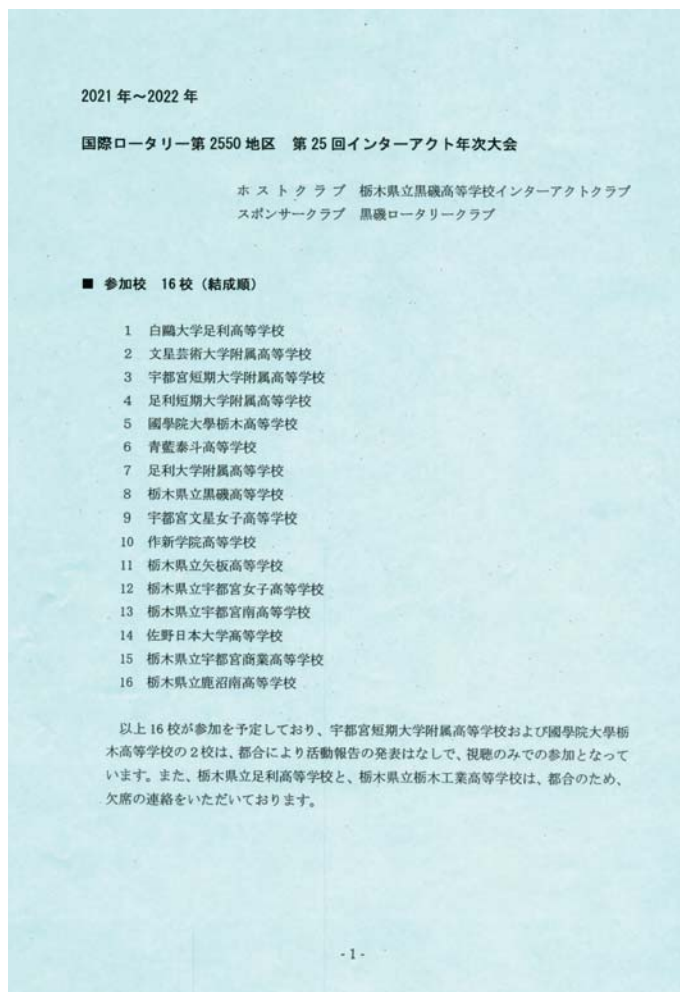 2021年～2022年
国際ロータリー第2550地区　第25回インターアクト年次大会
ホストクラブ　栃木県立黒磯高等学校インターアクトクラブ
スポンサークラブ　黒磯ロータリークラブ
■　参加校　16校（結成順）
1　白鷗大学足利高等学校
2　文星芸術大学附属高等学校
3　宇都宮短期大学附属高等学校
4　足利短期大学附属高等学校
5　國學院大學栃木高等学校
6　青藍泰斗高等学校
7　足利大学附属高等学校
8　栃木県立黒磯高等学校
9　宇都宮文星女子高等学校
10　作新学院高等学校
11　栃木県立矢板高等学校
12　栃木県立宇都宮女子高等学校
13　栃木県立宇都宮南高等学校
14　佐野日本大学高等学校
15　栃木県立宇都宮商業高等学校
16　栃木県立鹿沼南高等学校
以上16校が参加を予定しており、宇都宮短期大学附属高等学校および國學院大學栃
木高等学校の２校は、都合により活動報告の発表はなしで、視聴のみでの参加となって
います。また、栃木県立足利高等学校と、栃木県立栃木工業高等学校は、都合のため、
欠席の連絡をいただいております。
- 1 -